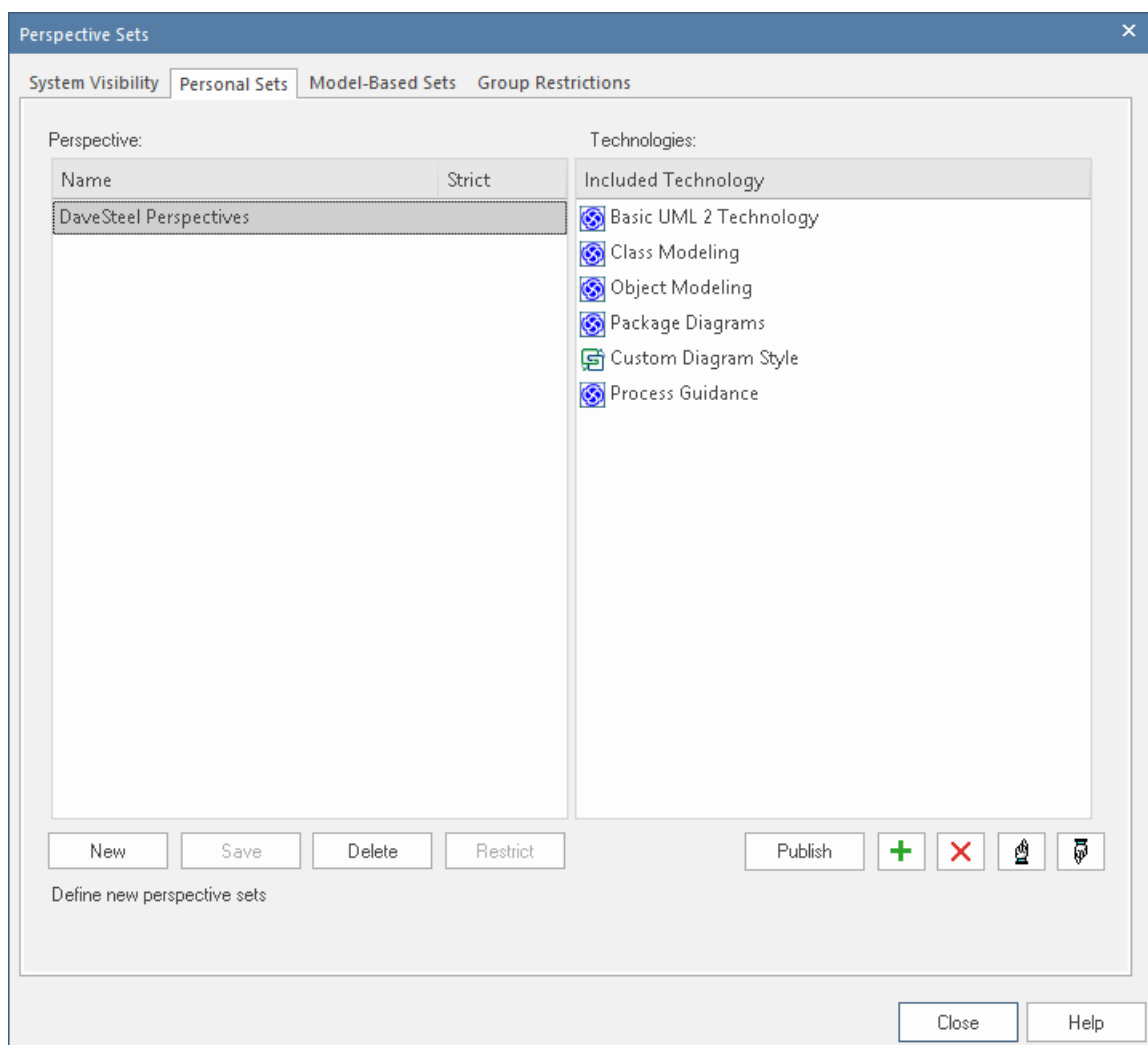 Perspective Sets
System Visibility Personal Sets Model-Based Sets Group Restrictions
Perspective: Technologies:
Name Strict Included Technology
DaveSteel Perspectives Basic UML 2 Technology
Class Modeling
Object Modeling
Package Diagrams
Custom Diagram Style
Process Guidance
New Save Delete Restrict Publish
Define new perspective sets
Close Help